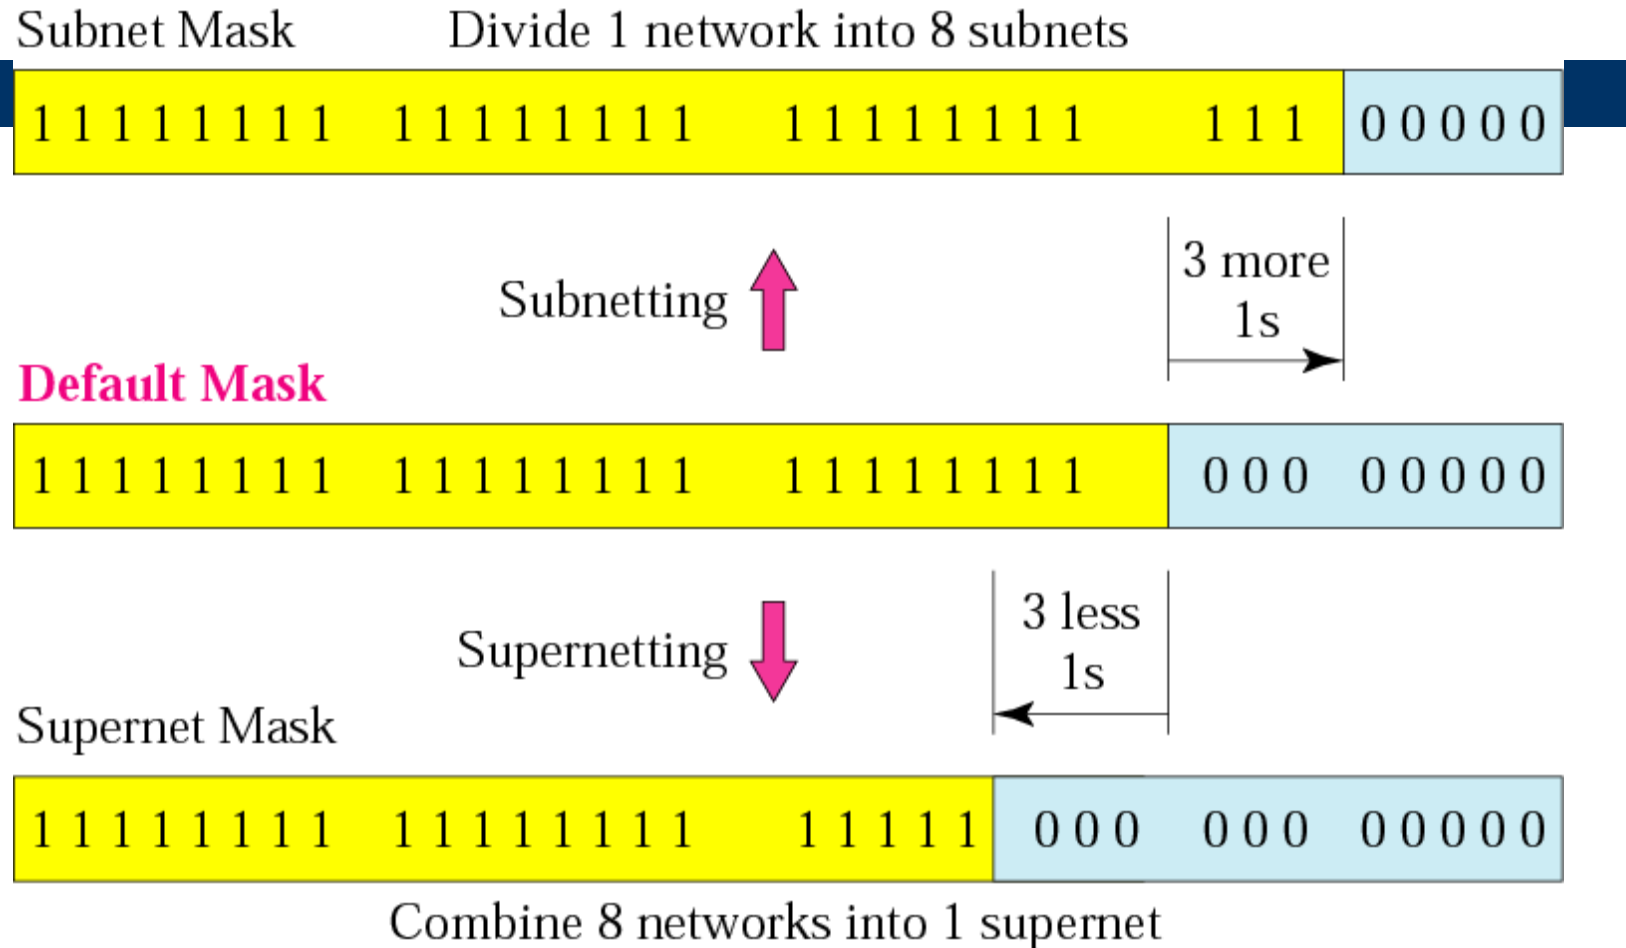 Subnet Mask Divide 1 network into 8 subnets
1 1 1 1 1 1 1 1 1 1 1 1 1 1 1 1 1 1 1 1 1 1 1 1 1 1 1 0 0 0 0 0
Subnetting
3 more
1s
Default Mask
1 1 1 1 1 1 1 1 1 1 1 1 1 1 1 1 1 1 1 1 1 1 1 1 0 0 0 0 0 0 0 0
Supernetting
3 less
1s
Supernet Mask
1 1 1 1 1 1 1 1 1 1 1 1 1 1 1 1 1 1 1 1 1 0 0 0 0 0 0 0 0 0 0 0
Combine 8 networks into 1 supernet